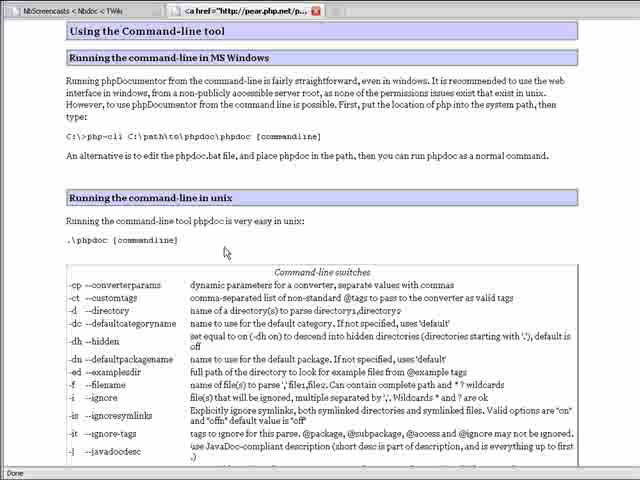 NbScreencasts < Nbdoc < TWiki
<a href="http://pear.php.net/p...
Using the Command-line tool
Running the command-line in MS Windows
Running phpDocumentor from the command-line is fairly straightforward, even in windows. It is recommended to use the web
interface in windows, from a non-publicly accessible server root, as none of the permissions issues exist that exist in unix.
However, to use phpDocumentor from the command line is possible. First, put the location of php into the system path, then
type:
C:\>php-cli C:\path\to\phpdoc\phpdoc [commandline]
An alternative is to edit the phpdoc.bat file, and place phpdoc in the path, then you can run phpdoc as a normal command.
Running the command-line in unix
Running the command-line tool phpdoc is very easy in unix:
.\phpdoc [commandline]
Command-line switches
-cp --converterparams dynamic parameters for a converter, separate values with commas
-ct --customtags comma-separated list of non-standard @tags to pass to the converter as valid tags
-d --directory name of a directory(s) to parse directory1,directory2
-dc --defaultcategoryname name to use for the default category. If not specified, uses 'default'
-dh --hidden set equal to on (-dh on) to descend into hidden directories (directories starting with '.'), default is
off
-dn --defaultpackagename name to use for the default package. If not specified, uses 'default'
-ed --examplesdir full path of the directory to look for example files from @example tags
-f --filename name of file(s) to parse ',' file1,file2. Can contain complete path and * ? wildcards
-i --ignore file(s) that will be ignored, multiple separated by ','. Wildcards * and ? are ok
-is --ignoresymlinks Explicitly ignore symlinks, both symlinked directories and symlinked files. Valid options are "on"
and "offn" default value is "off"
-it --ignore-tags tags to ignore for this parse. @package, @subpackage, @access and @ignore may not be ignored.
-j --javadocdesc use JavaDoc-compliant description (short desc is part of description, and is everything up to first
.)
Done